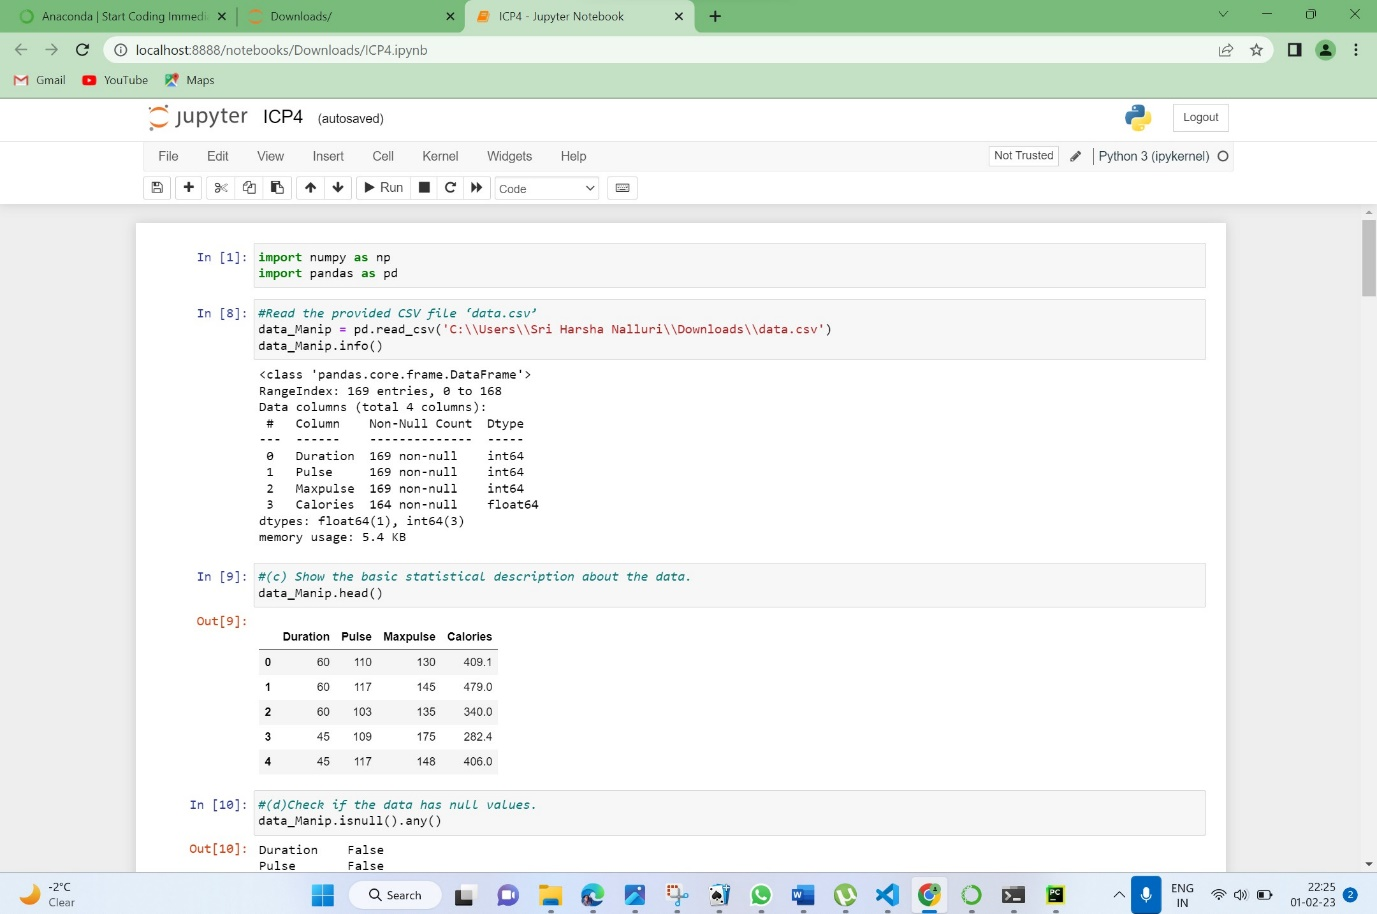 Anaconda | Start Coding Immedi
Downloads/
ICP4 - Jupyter Notebook
localhost:8888/notebooks/Downloads/ICP4.ipynb
Gmail
YouTube
Maps
jupyter ICP4 (autosaved)
Logout
File Edit View Insert Cell Kernel Widgets Help
Not Trusted
Python 3 (ipykernel)
Run
Code
In [1]: import numpy as np
import pandas as pd
In [8]: #Read the provided CSV file ‘data.csv’
data_Manip = pd.read_csv('C:\\Users\\Sri Harsha Nalluri\\Downloads\\data.csv')
data_Manip.info()
<class 'pandas.core.frame.DataFrame'>
RangeIndex: 169 entries, 0 to 168
Data columns (total 4 columns):
# Column Non-Null Count Dtype
--- ------ -------------- -----
0 Duration 169 non-null int64
1 Pulse 169 non-null int64
2 Maxpulse 169 non-null int64
3 Calories 164 non-null float64
dtypes: float64(1), int64(3)
memory usage: 5.4 KB
In [9]: #(c) Show the basic statistical description about the data.
data_Manip.head()
Out[9]:
Duration Pulse Maxpulse Calories
0 60 110 130 409.1
1 60 117 145 479.0
2 60 103 135 340.0
3 45 109 175 282.4
4 45 117 148 406.0
In [10]: #(d)Check if the data has null values.
data_Manip.isnull().any()
Out[10]: Duration False
Pulse False
-2°C
Clear
Search
PC
ENG
IN
22:25
01-02-23
2